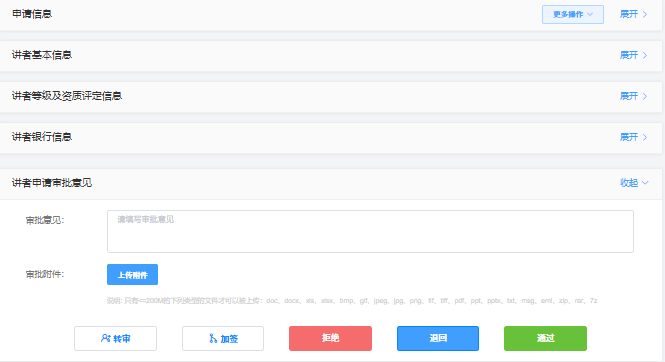 申请信息 更多操作 展开
讲者基本信息 展开
讲者等级及资质评定信息 展开
讲者银行信息 展开
讲者申请审批意见 收起
审批意见: 请填写审批意见
审批附件: 上传附件
说明: 只有<=200M的下列类型的文件才可以被上传: doc、docx、xls、xlsx、bmp、gif、jpeg、jpg、png、tif、tiff、pdf、ppt、pptx、txt、msg、eml、zip、rar、7z
转审 加签 拒绝 退回 通过